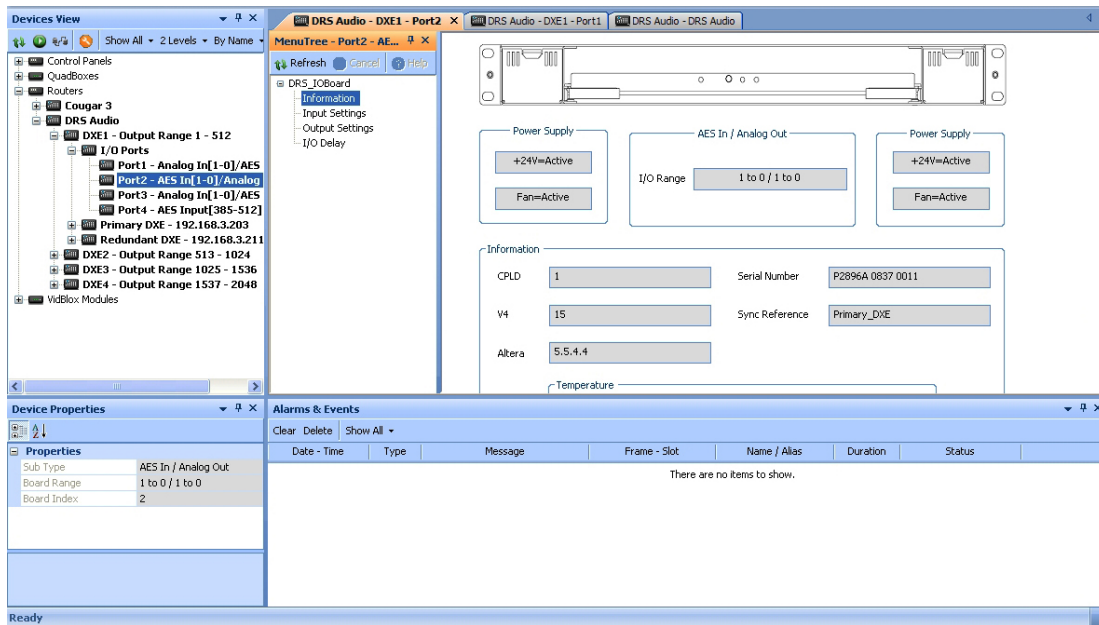 Devices View
Show All 2 Levels By Name
Control Panels
QuadBoxes
Routers
Cougar 3
DRS Audio
DXE1 - Output Range 1 - 512
I/O Ports
Port1 - Analog In[1-0]/AES
Port2 - AES In[1-0]/Analog
Port3 - Analog In[1-0]/AES
Port4 - AES Input[385-512]
Primary DXE - 192.168.3.203
Redundant DXE - 192.168.3.211
DXE2 - Output Range 513 - 1024
DXE3 - Output Range 1025 - 1536
DXE4 - Output Range 1537 - 2048
VidBlox Modules
DRS Audio - DXE1 - Port2 X DRS Audio - DXE1 - Port1 DRS Audio - DRS Audio
MenuTree - Port2 - AE...
Refresh Cancel Help
DRS_IOBoard
Information
Input Settings
Output Settings
I/O Delay
Power Supply
+24V=Active
Fan=Active
AES In / Analog Out
I/O Range 1 to 0 / 1 to 0
Power Supply
+24V=Active
Fan=Active
Information
CPLD 1 Serial Number P2896A 0837 0011
V4 15 Sync Reference Primary_DXE
Altera 5.5.4.4
Temperature
Device Properties
Properties
Sub Type AES In / Analog Out
Board Range 1 to 0 / 1 to 0
Board Index 2
Alarms & Events
Clear Delete Show All
Date - Time Type Message Frame - Slot Name / Alias Duration Status
There are no items to show.
Ready